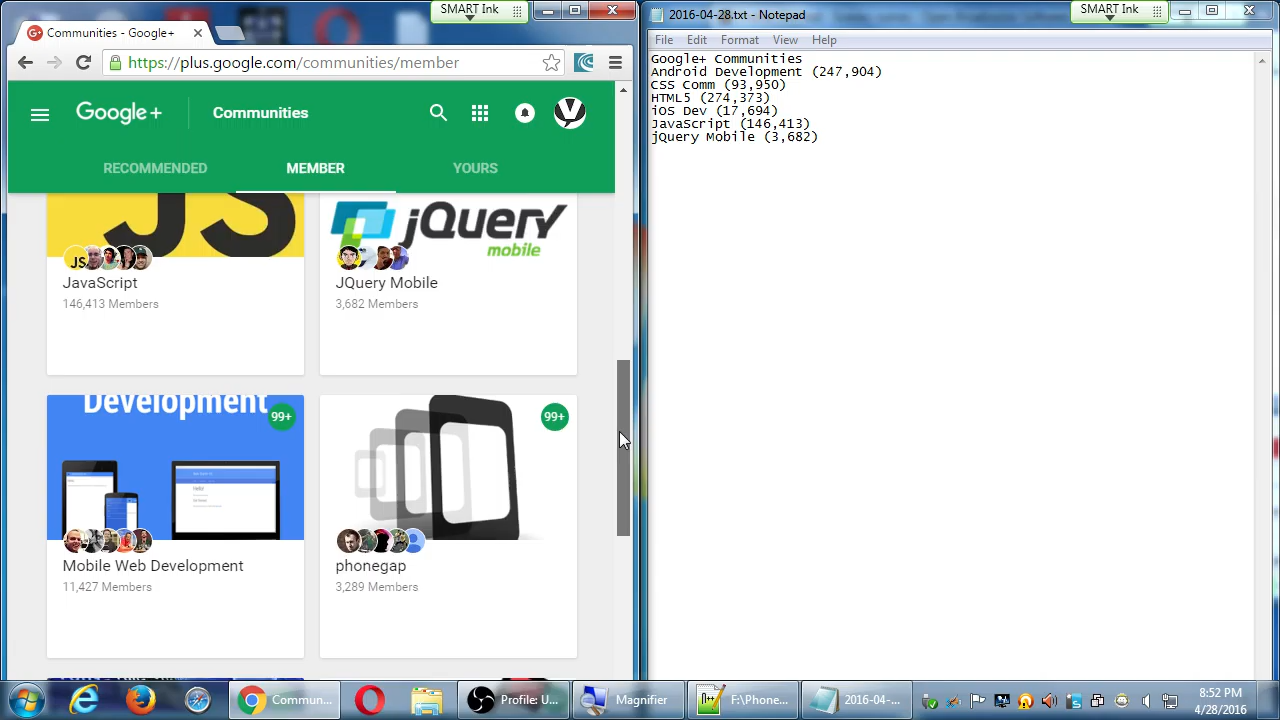 SMART Ink
SMART Ink
Communities - Google+
2016-04-28.txt - Notepad
https://plus.google.com/communities/member
File Edit Format View Help
Google+ Communities
Android Development (247,904)
CSS Comm (93,950)
HTML5 (274,373)
iOS Dev (17,694)
JavaScript (146,413)
jQuery Mobile (3,682)
Google+ Communities
RECOMMENDED MEMBER YOURS
JS
jQuery
mobile
JS
JavaScript
146,413 Members
JQuery Mobile
3,682 Members
Development
99+
99+
Mobile Web Development
11,427 Members
phonegap
3,289 Members
Commun...
Profile: U...
Magnifier
F:\Phone...
2016-04-...
8:52 PM
4/28/2016